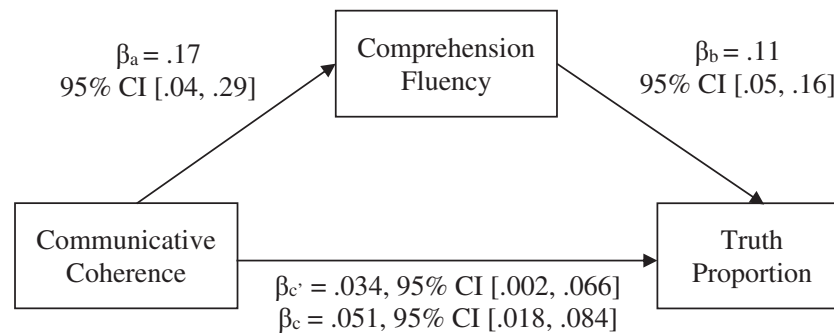 βa = .17
95% CI [.04, .29]
Comprehension
Fluency
βb = .11
95% CI [.05, .16]
Communicative
Coherence
Truth
Proportion
βc’ = .034, 95% CI [.002, .066]
βc = .051, 95% CI [.018, .084]